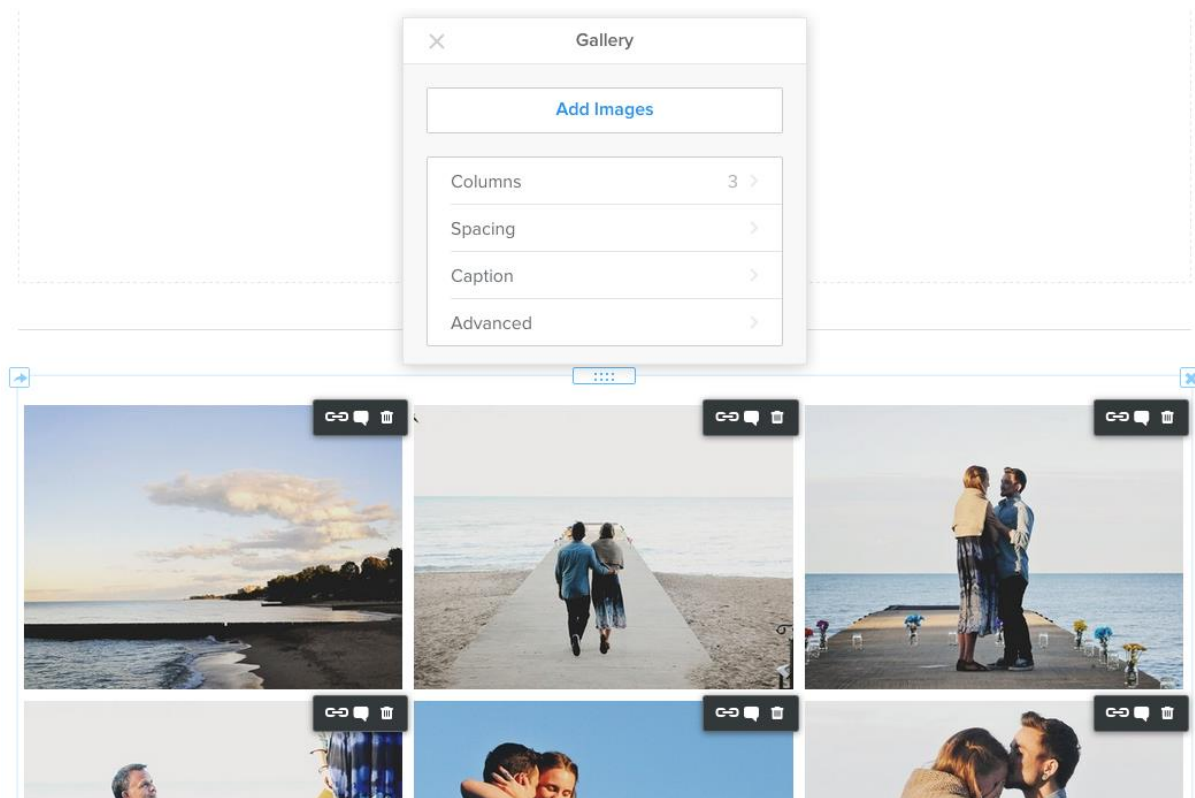 Gallery
Add Images
Columns 3
Spacing
Caption
Advanced